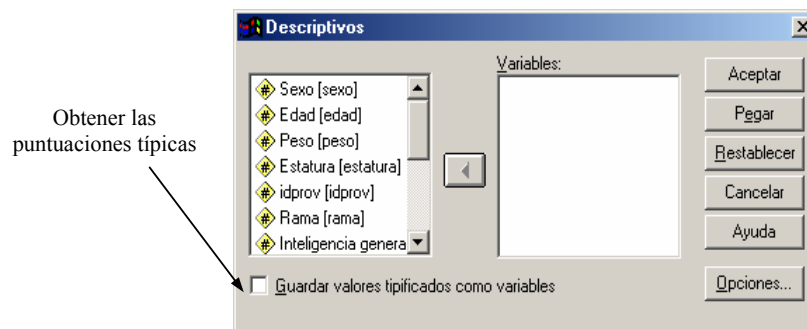 Descriptivos
Obtener las
puntuaciones típicas
Sexo [sexo]
Edad [edad]
Peso [peso]
Estatura [estatura]
idprov [idprov]
Rama [rama]
Inteligencia genera
Variables:
Aceptar
Pegar
Restablecer
Cancelar
Ayuda
Opciones...
Guardar valores tipificados como variables